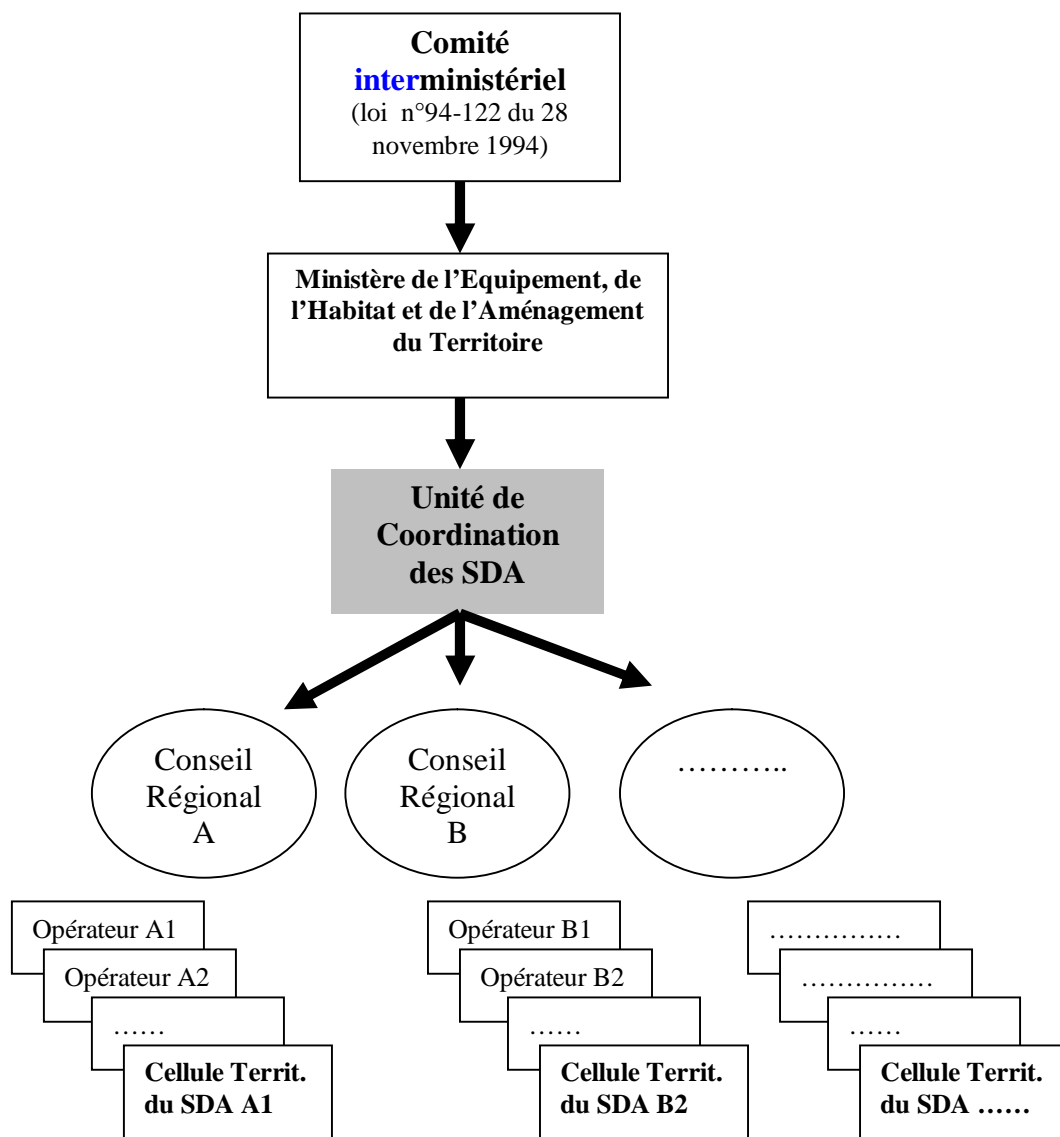 Comité
interministériel
(loi n°94-122 du 28
novembre 1994)
Ministère de l’Equipement, de
l’Habitat et de l’Aménagement
du Territoire
Unité de
Coordination
des SDA
Conseil
Régional
A
Conseil
Régional
B
………..
Opérateur A1
Opérateur A2
……
Cellule Territ.
du SDA A1
Opérateur B1
Opérateur B2
……
Cellule Territ.
du SDA B2
……………
……………
……
Cellule Territ.
du SDA ……